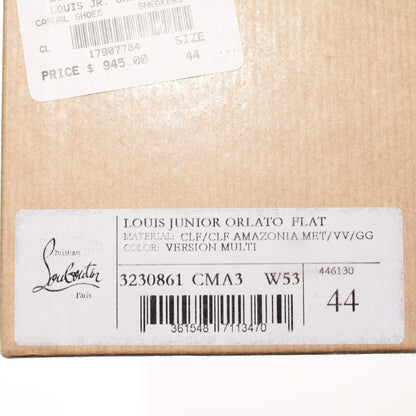 LOUIS JR.
CASUAL SHOES SNEAKERS
CL 17907784 SIZE
PRICE $ 945.00 44
LOUIS JUNIOR ORLATO FLAT
MATERIAL: CLF/CLF AMAZONIA MET/VV/GG
COLOR: VERSION MULTI
Christian
Louboutin
Paris
3230861 CMA3 W53
446130
44
361548 7113470